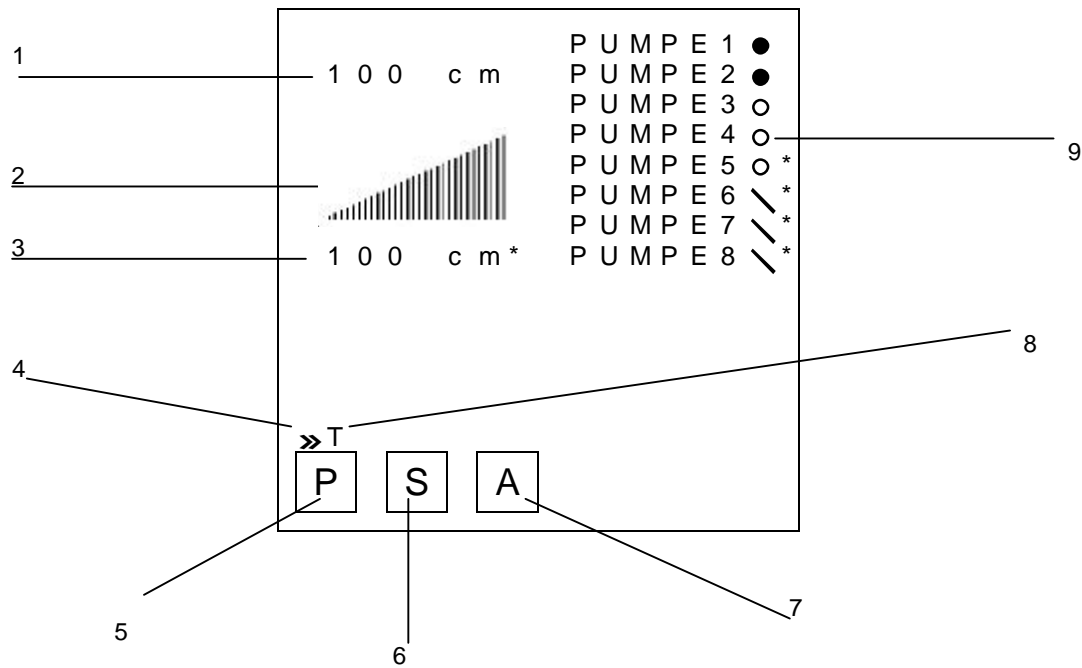 1
100 cm
2
3
100 cm*
PUMPE1 ●
PUMPE2 ●
PUMPE3 ○
PUMPE4 ○
PUMPE5 ○ *
PUMPE6 \ *
PUMPE7 \ *
PUMPE8 \ *
9
4
8
» T
P S A
5
6
7